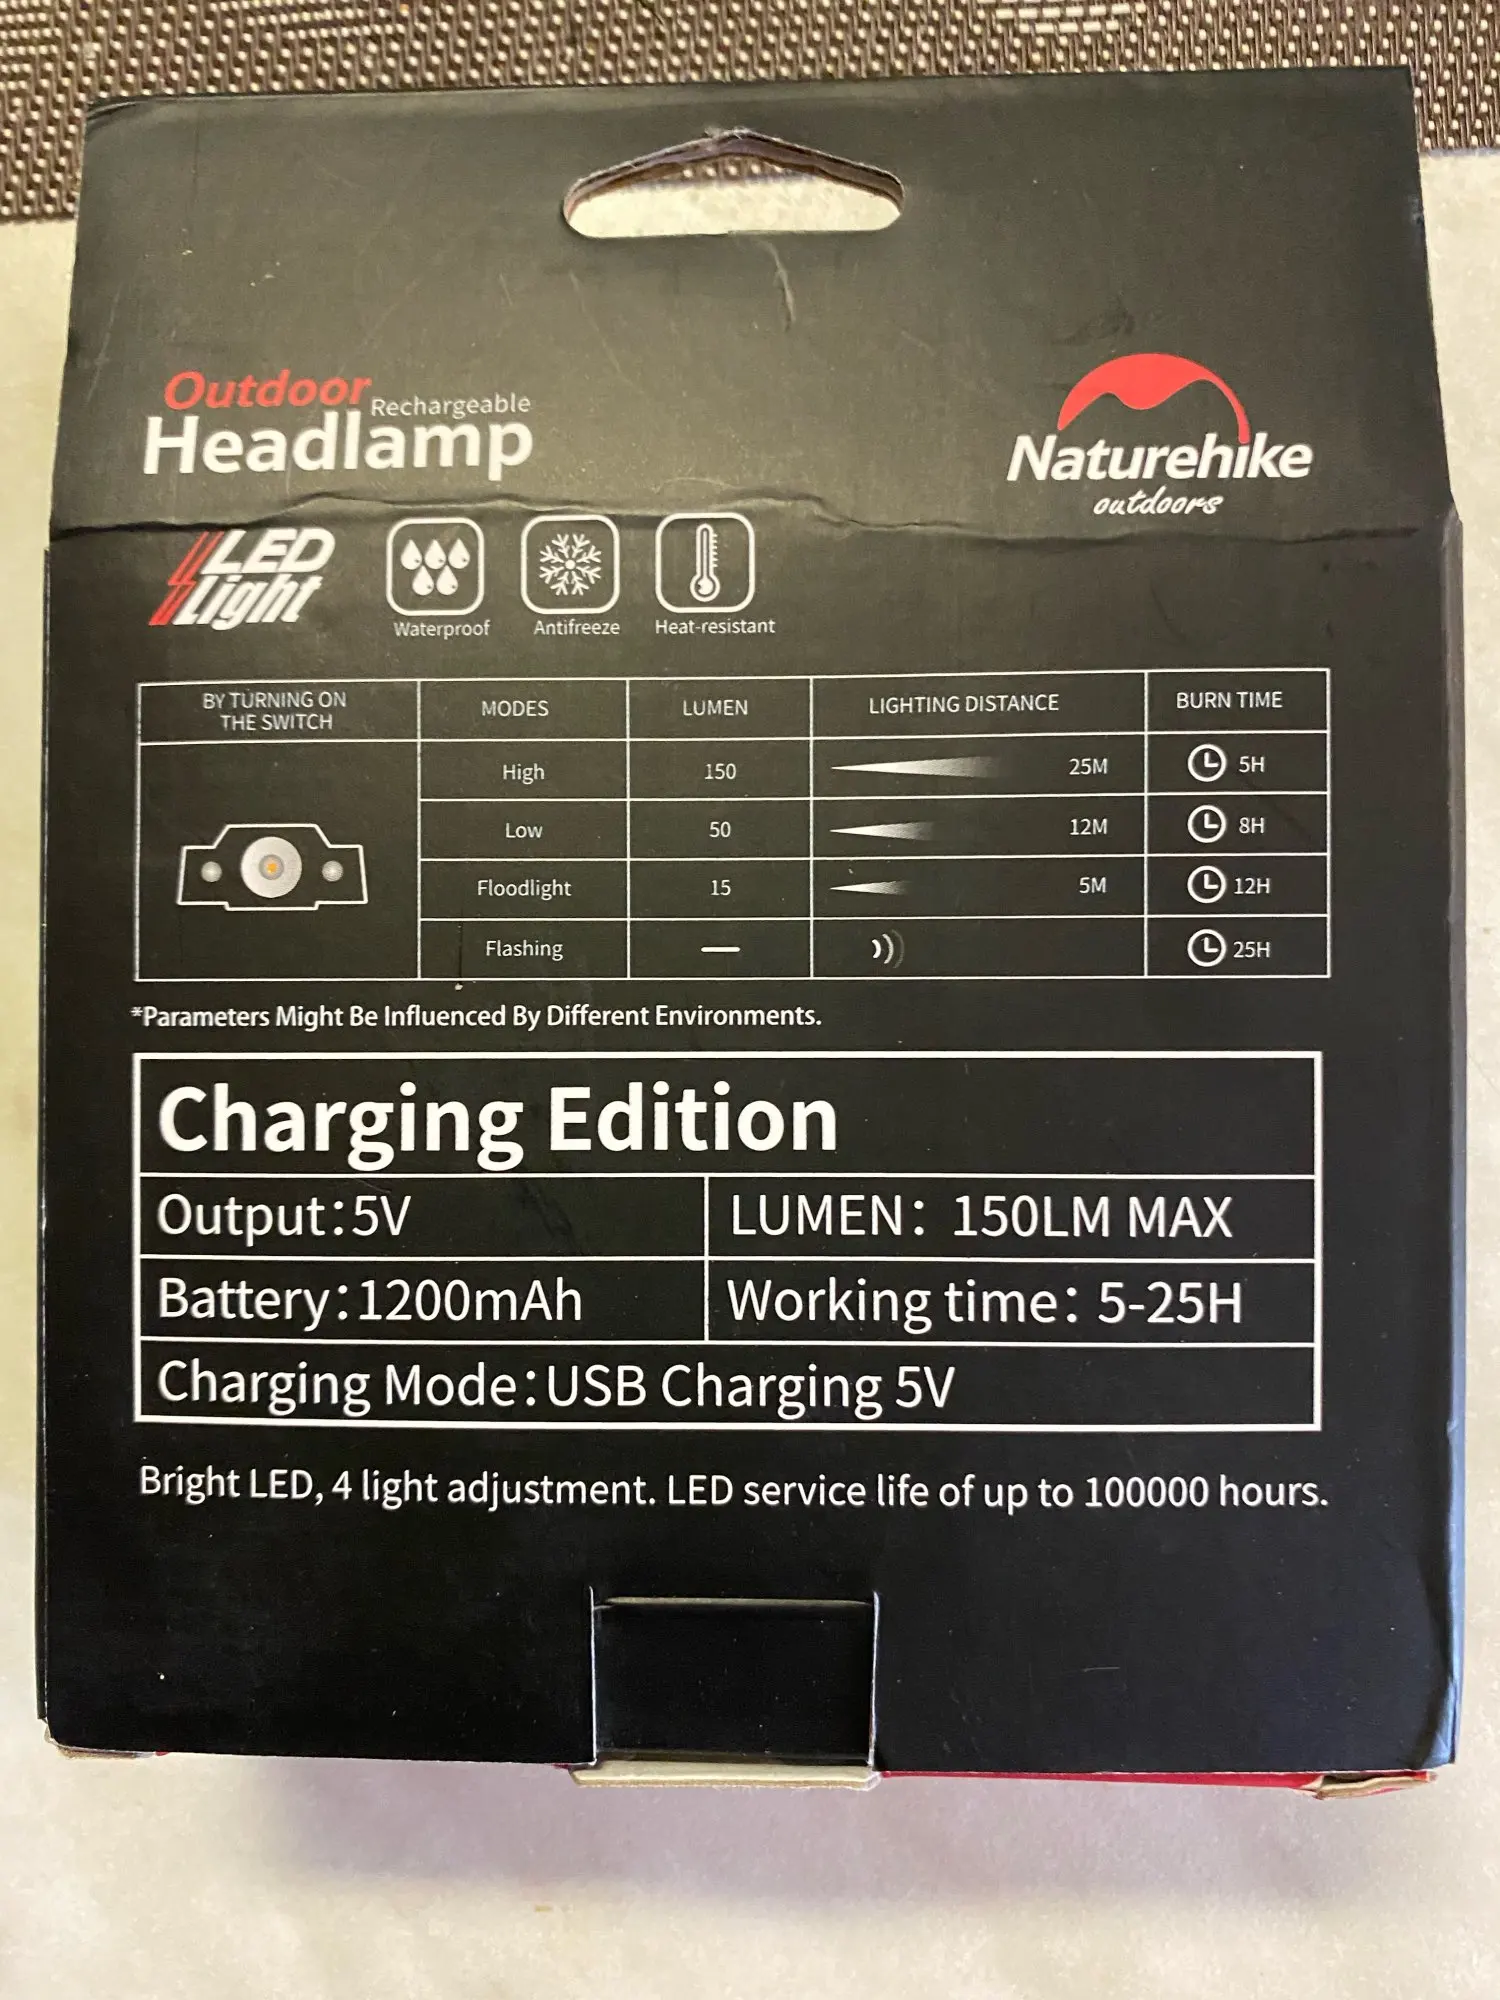 Outdoor Rechargeable
Headlamp
Naturehike
outdoors
LED
Light
Waterproof
Antifreeze
Heat-resistant
BY TURNING ON
THE SWITCH
MODES
LUMEN
LIGHTING DISTANCE
BURN TIME
High 150 25M 5H
Low 50 12M 8H
Floodlight 15 5M 12H
Flashing — 25H
*Parameters Might Be Influenced By Different Environments.
Charging Edition
Output:5V
LUMEN: 150LM MAX
Battery:1200mAh
Working time: 5-25H
Charging Mode:USB Charging 5V
Bright LED, 4 light adjustment. LED service life of up to 100000 hours.